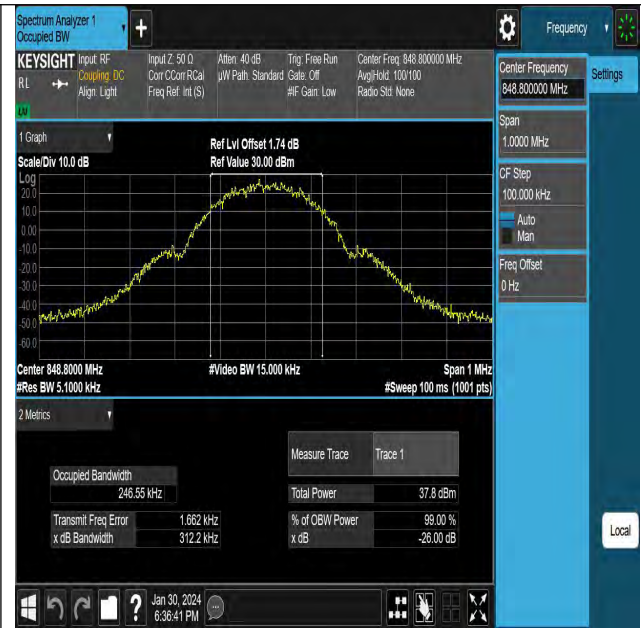 Spectrum Analyzer 1
Occupied BW
Frequency
KEYSIGHT
RL
Input: RF
Coupling: DC
Align: Light
Input Z: 50 Ω
Corr CCorr RCal
Freq Ref: Int (S)
Atten: 40 dB
µW Path: Standard
Trig: Free Run
Gate: Off
#IF Gain: Low
Center Freq: 848.800000 MHz
Avg|Hold: 100/100
Radio Std: None
1 Graph
Scale/Div 10.0 dB
Ref Lvl Offset 1.74 dB
Ref Value 30.00 dBm
Log
20.0
10.0
0.00
-10.0
-20.0
-30.0
-40.0
-50.0
-60.0
Center 848.8000 MHz
#Video BW 15.000 kHz
Span 1 MHz
#Res BW 5.1000 kHz
#Sweep 100 ms (1001 pts)
2 Metrics
Measure Trace
Trace 1
Occupied Bandwidth
246.55 kHz
Total Power
37.8 dBm
Transmit Freq Error
1.662 kHz
% of OBW Power
99.00 %
x dB Bandwidth
312.2 kHz
x dB
-26.00 dB
Center Frequency
848.800000 MHz
Settings
Span
1.0000 MHz
CF Step
100.000 kHz
Auto
Man
Freq Offset
0 Hz
Local
?
Jan 30, 2024
6:36:41 PM